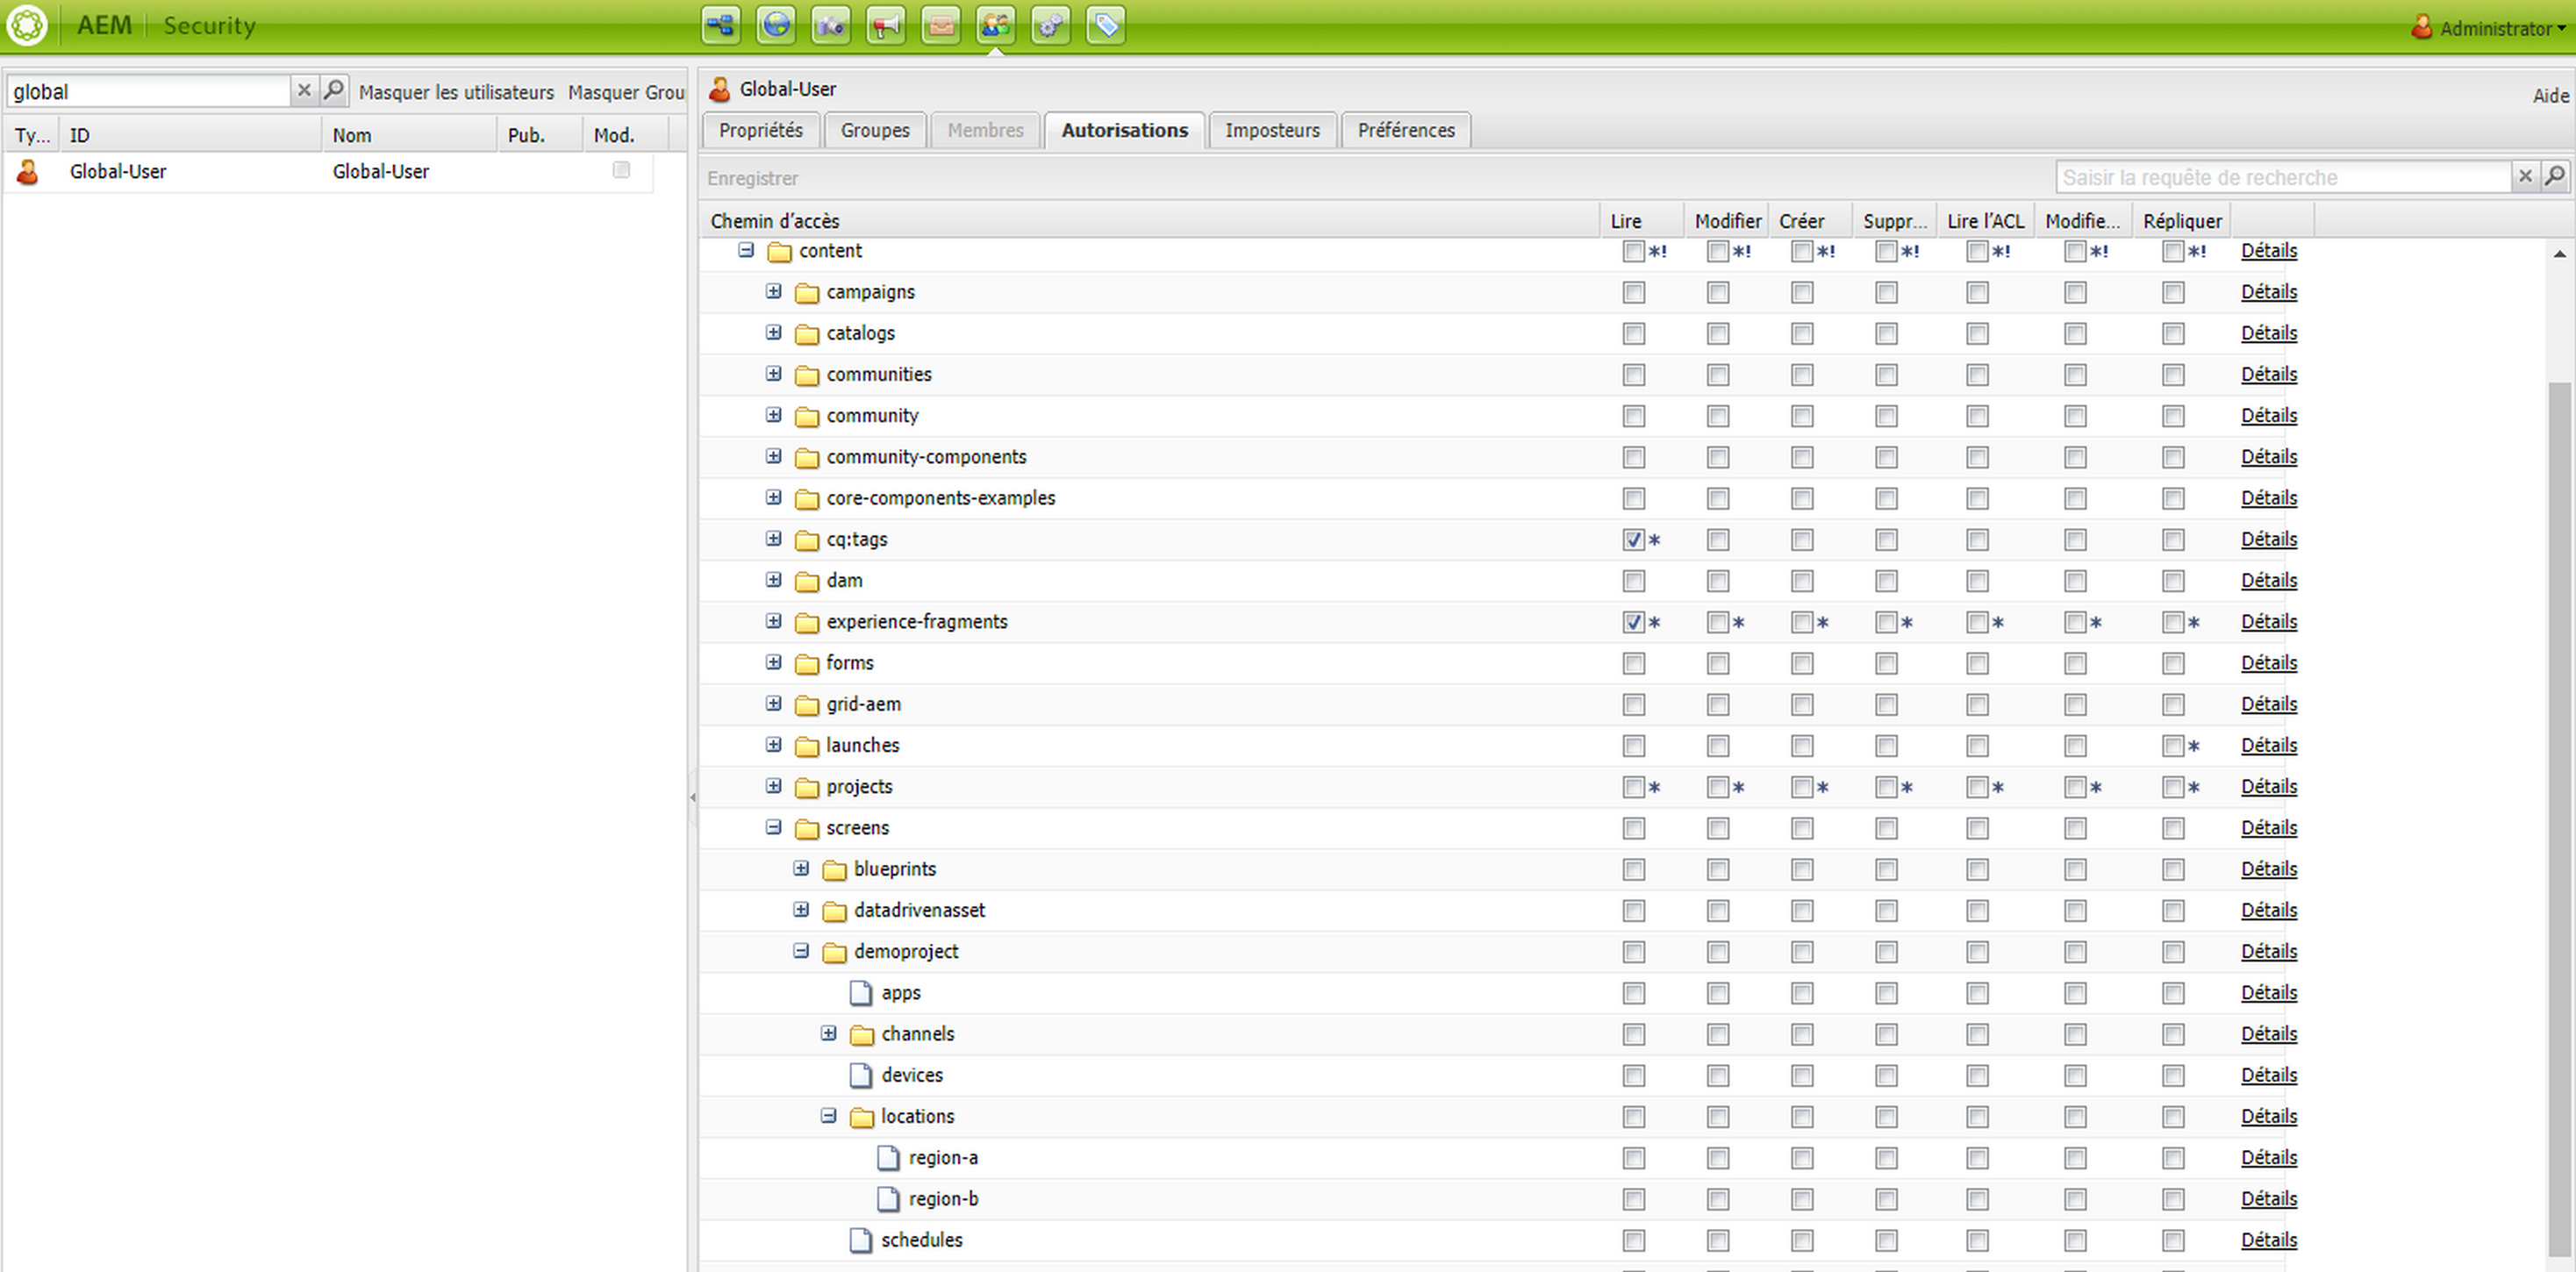 AEM Security
Administrator
global Masquer les utilisateurs Masquer Grou
Ty... ID Nom Pub. Mod.
Global-User Global-User
Global-User
Aide
Propriétés Groupes Membres Autorisations Imposteurs Préférences
Enregistrer
Saisir la requête de recherche
Chemin d'accès Lire Modifier Créer Suppr... Lire l'ACL Modifie... Répliquer
content *! *! *! *! *! *! *! Détails
campaigns Détails
catalogs Détails
communities Détails
community Détails
community-components Détails
core-components-examples Détails
cq:tags * Détails
dam Détails
experience-fragments * * * * * * * Détails
forms Détails
grid-aem Détails
launches * Détails
projects * * * * * * * Détails
screens Détails
blueprints Détails
datadrivenasset Détails
demoproject Détails
apps Détails
channels Détails
devices Détails
locations Détails
region-a Détails
region-b Détails
schedules Détails